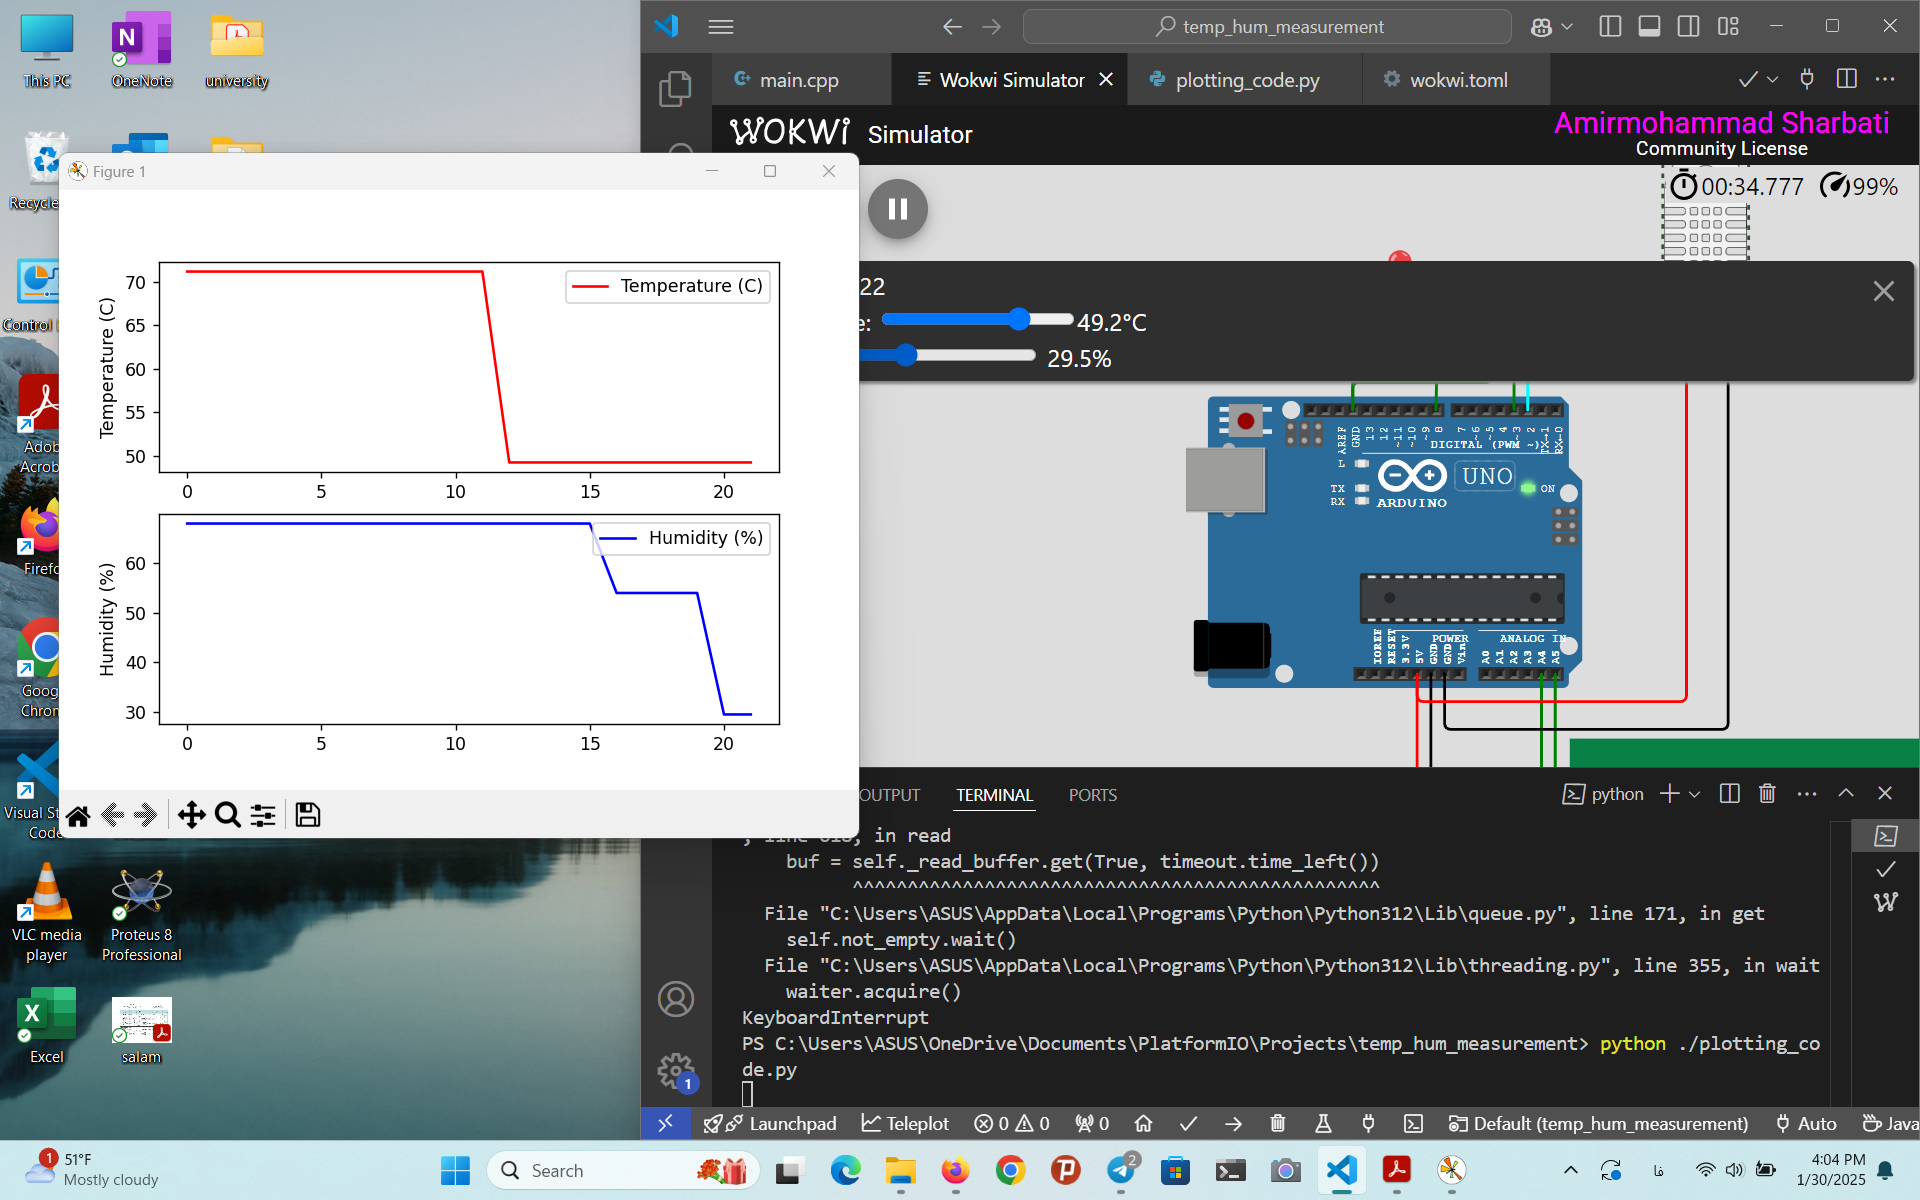 This PC
OneNote
university
Recycle
Control
Adob
Acrob
Firefo
Goog
Chron
Visual St
Code
VLC media
player
Proteus 8
Professional
Excel
salam
temp_hum_measurement
main.cpp
Wokwi Simulator
plotting_code.py
wokwi.toml
WOKWi Simulator
Amirmohammad Sharbati
Community License
00:34.777
99%
Figure 1
70
65
60
55
50
Temperature (C)
Temperature (C)
0 5 10 15 20
60
50
40
30
Humidity (%)
Humidity (%)
0 5 10 15 20
22
e: 49.2°C
29.5%
AREF
GND
13
12
~11
~10
~9
8
7
~6
~5
4
~3
2
TX→1
RX←0
DIGITAL (PWM ~)
L
TX
RX
UNO
ON
ARDUINO
IOREF
RESET
3.3V
5V
GND
GND
Vin
POWER
ANALOG IN
A0
A1
A2
A3
A4
A5
OUTPUT
TERMINAL
PORTS
python
in read
buf = self._read_buffer.get(True, timeout.time_left())
^^^^^^^^^^^^^^^^^^^^^^^^^^^^^^^^^^^^^^^^^^^^^^^^
File "C:\Users\ASUS\AppData\Local\Programs\Python\Python312\Lib\queue.py", line 171, in get
self.not_empty.wait()
File "C:\Users\ASUS\AppData\Local\Programs\Python\Python312\Lib\threading.py", line 355, in wait
waiter.acquire()
KeyboardInterrupt
PS C:\Users\ASUS\OneDrive\Documents\PlatformIO\Projects\temp_hum_measurement> python ./plotting_co
de.py
1
Launchpad
Teleplot
0
0
0
Default (temp_hum_measurement)
Auto
Java
1
51°F
Mostly cloudy
Search
2
فا
4:04 PM
1/30/2025